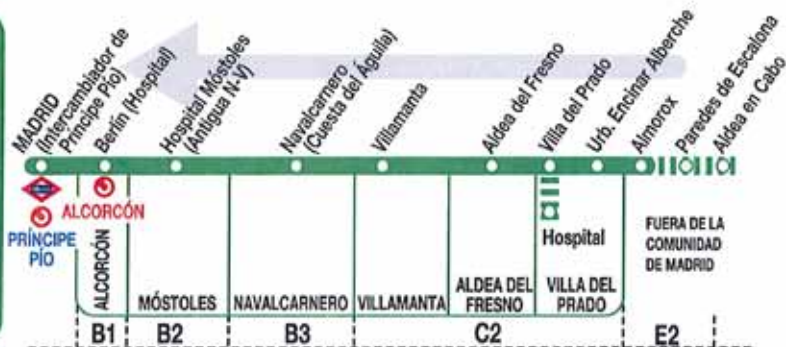 MADRID
(Intercambiador de
Príncipe Pío)
Berlín (Hospital)
Hospital Móstoles
(Antigua N-V)
Navalcarnero
(Cuesta del Águila)
Villamanta
Aldea del Fresno
Villa del Prado
Urb. Encinar Alberche
Almorox
Paredes de Escalona
Aldea en Cabo
PRÍNCIPE
PÍO
ALCORCÓN
Hospital
FUERA DE LA
COMUNIDAD
DE MADRID
ALCORCÓN
MÓSTOLES
NAVALCARNERO
VILLAMANTA
ALDEA DEL
FRESNO
VILLA DEL
PRADO
B1
B2
B3
C2
E2